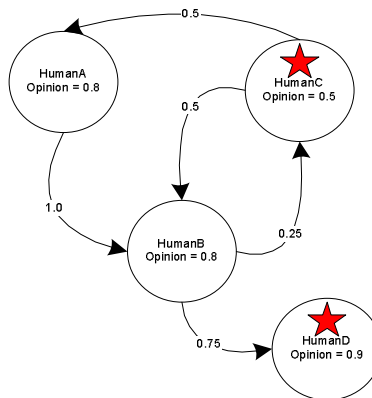 0.5
HumanA
Opinion = 0.8
HumanC
Opinion = 0.5
0.5
1.0
0.25
HumanB
Opinion = 0.8
0.75
HumanD
Opinion = 0.9